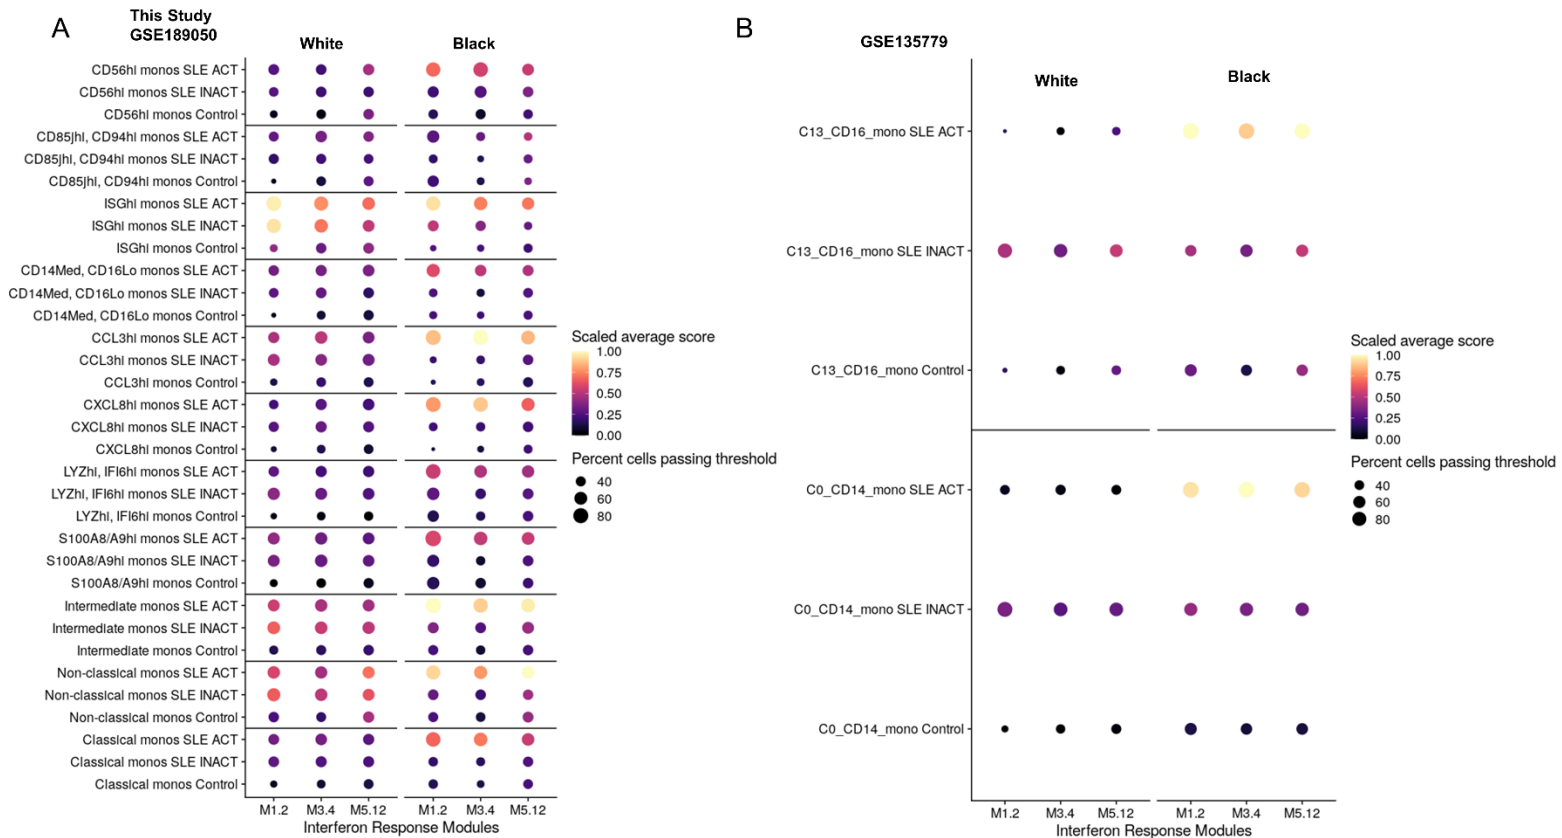 A
This Study
GSE189050
White
Black
CD56hi monos SLE ACT
CD56hi monos SLE INACT
CD56hi monos Control
CD85jhi, CD94hi monos SLE ACT
CD85jhi, CD94hi monos SLE INACT
CD85jhi, CD94hi monos Control
ISGhi monos SLE ACT
ISGhi monos SLE INACT
ISGhi monos Control
CD14Med, CD16Lo monos SLE ACT
CD14Med, CD16Lo monos SLE INACT
CD14Med, CD16Lo monos Control
CCL3hi monos SLE ACT
CCL3hi monos SLE INACT
CCL3hi monos Control
CXCL8hi monos SLE ACT
CXCL8hi monos SLE INACT
CXCL8hi monos Control
LYZhi, IFI6hi monos SLE ACT
LYZhi, IFI6hi monos SLE INACT
LYZhi, IFI6hi monos Control
S100A8/A9hi monos SLE ACT
S100A8/A9hi monos SLE INACT
S100A8/A9hi monos Control
Intermediate monos SLE ACT
Intermediate monos SLE INACT
Intermediate monos Control
Non-classical monos SLE ACT
Non-classical monos SLE INACT
Non-classical monos Control
Classical monos SLE ACT
Classical monos SLE INACT
Classical monos Control
M1.2 M3.4 M5.12 M1.2 M3.4 M5.12
Interferon Response Modules
Scaled average score
1.00
0.75
0.50
0.25
0.00
Percent cells passing threshold
40
60
80
B
GSE135779
White
Black
C13_CD16_mono SLE ACT
C13_CD16_mono SLE INACT
C13_CD16_mono Control
C0_CD14_mono SLE ACT
C0_CD14_mono SLE INACT
C0_CD14_mono Control
M1.2 M3.4 M5.12 M1.2 M3.4 M5.12
Interferon Response Modules
Scaled average score
1.00
0.75
0.50
0.25
0.00
Percent cells passing threshold
40
60
80